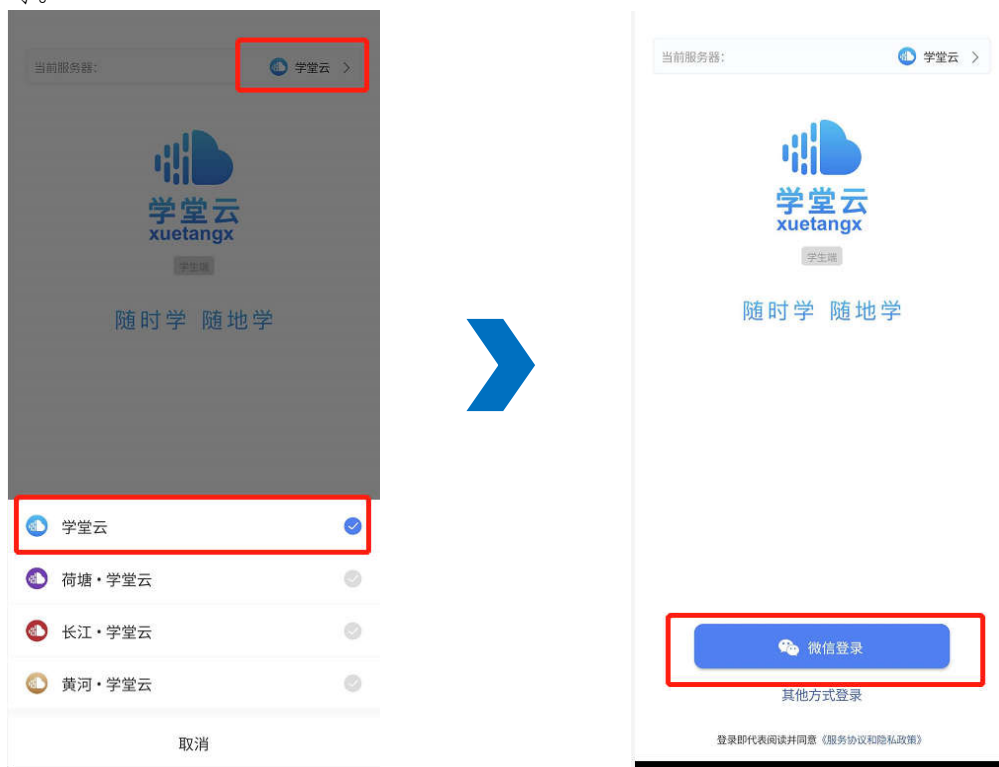 当前服务器:
学堂云
学堂云
xuetangx
学生端
随时学 随地学
学堂云
荷塘·学堂云
长江·学堂云
黄河·学堂云
取消
当前服务器:
学堂云
学堂云
xuetangx
学生端
随时学 随地学
微信登录
其他方式登录
登录即代表阅读并同意《服务协议和隐私政策》